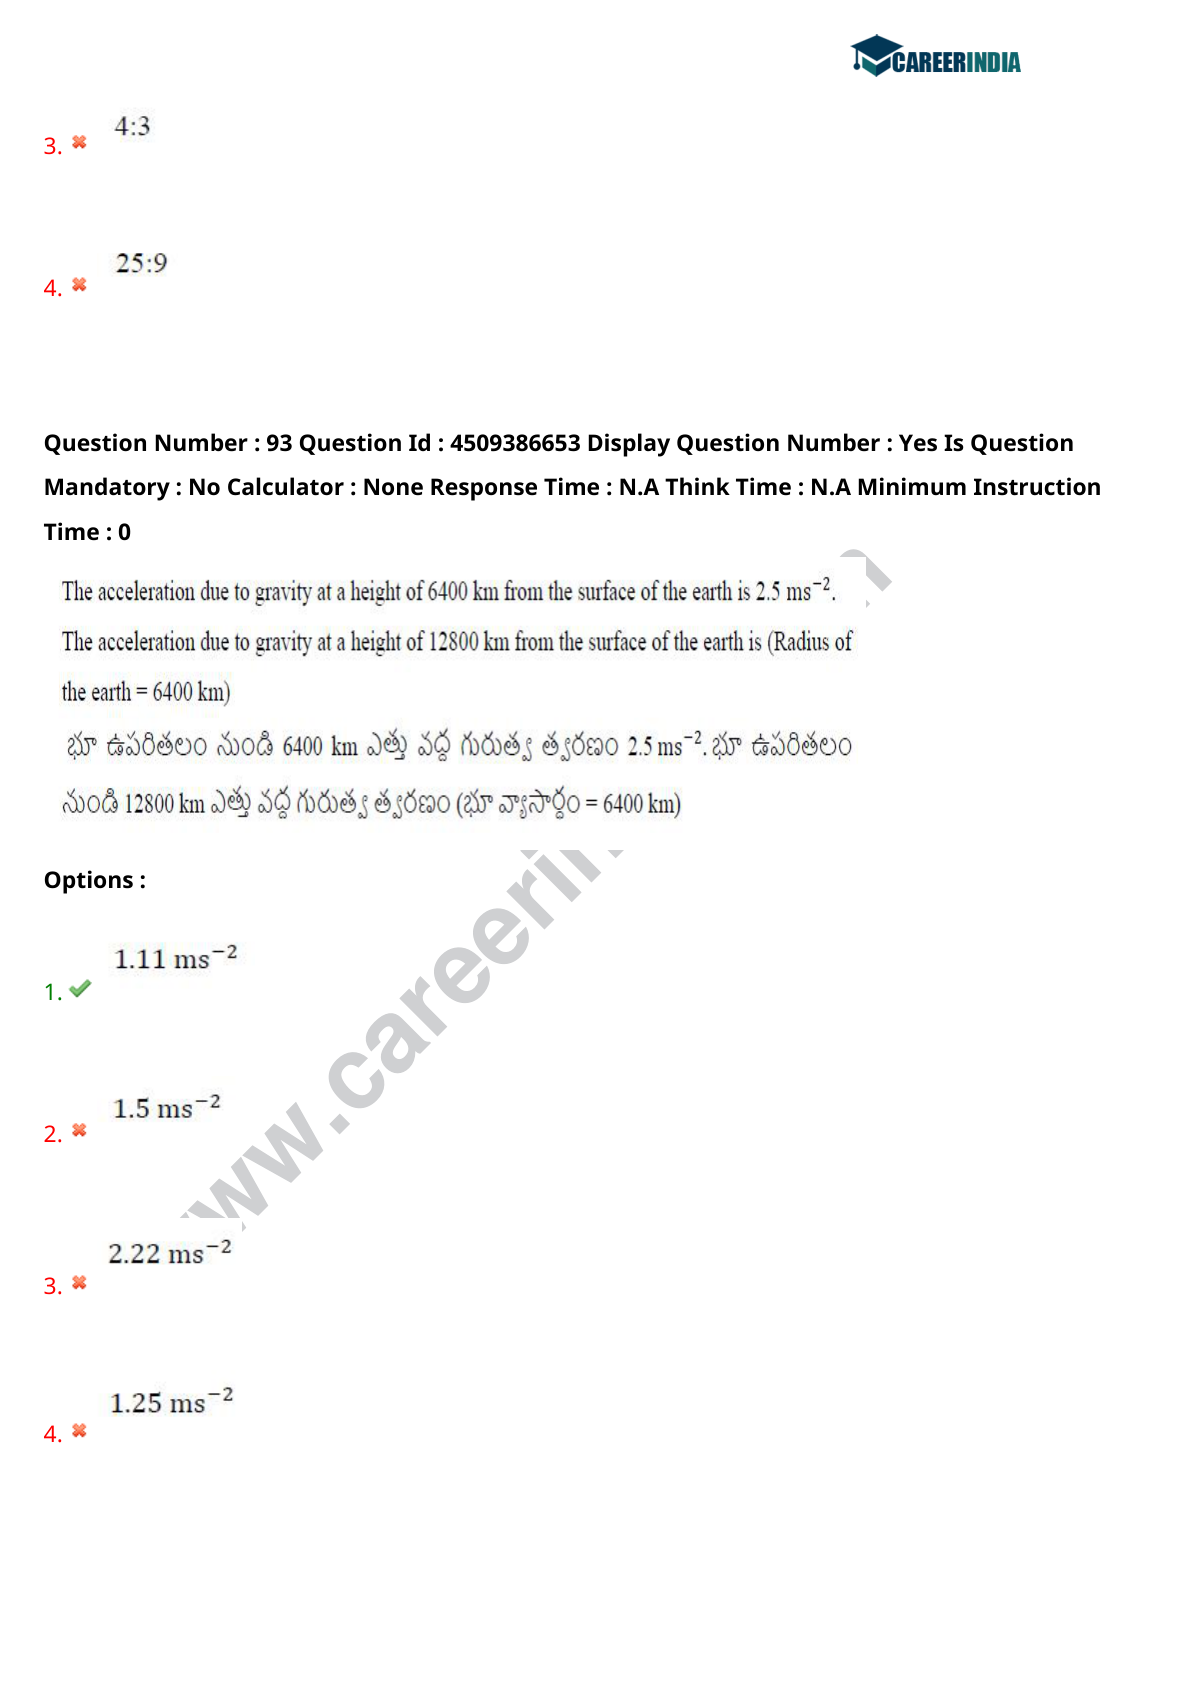 CAREERINDIA
4:3
3.
25:9
4.
Question Number : 93 Question Id : 4509386653 Display Question Number : Yes Is Question
Mandatory : No Calculator : None Response Time : N.A Think Time : N.A Minimum Instruction
Time : 0
The acceleration due to gravity at a height of 6400 km from the surface of the earth is 2.5 ms⁻².
The acceleration due to gravity at a height of 12800 km from the surface of the earth is (Radius of
the earth = 6400 km)
భూ ఉపరితలం నుండి 6400 km ఎత్తు వద్ద గురుత్వ త్వరణం 2.5 ms⁻². భూ ఉపరితలం
నుండి 12800 km ఎత్తు వద్ద గురుత్వ త్వరణం (భూ వ్యాసార్ధం = 6400 km)
Options :
1.11 ms⁻²
1.
1.5 ms⁻²
2.
2.22 ms⁻²
3.
1.25 ms⁻²
4.